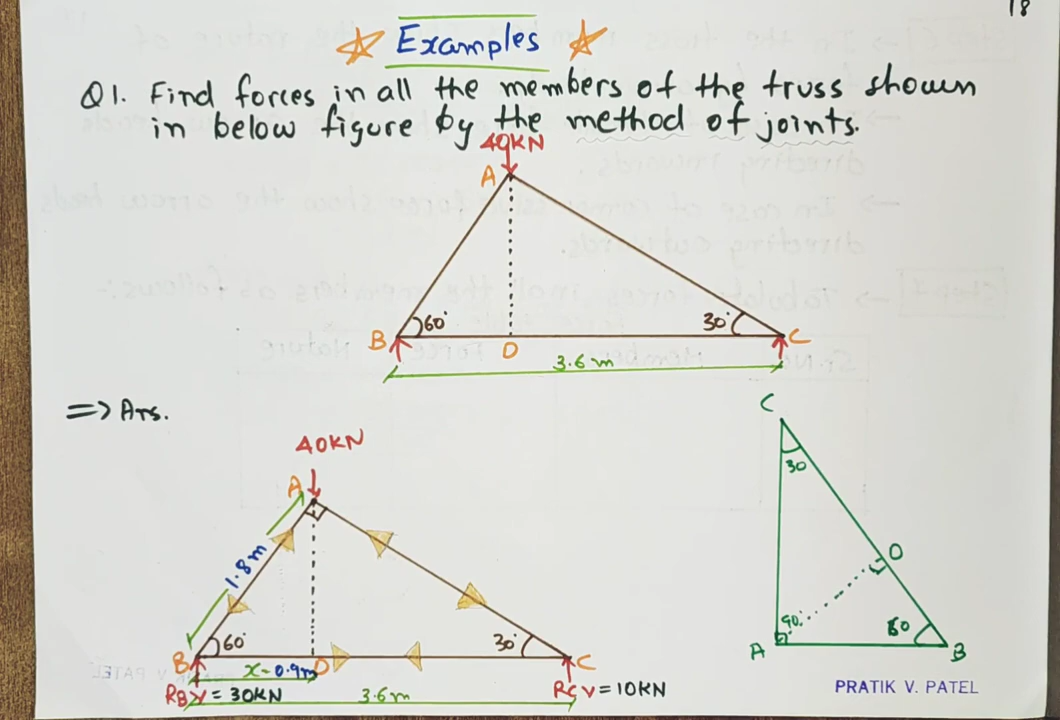 18
Examples
Q1. Find forces in all the members of the truss shown
in below figure by the method of joints.
40KN
A
B 60° 30° C
D
3.6m
=> Ans.
40KN
A
1.8m
B 60° 30° C
D
x=0.9m
RBV = 30KN
3.6m
RCV = 10KN
C
30
D
90°
60
A
B
PRATIK V. PATEL